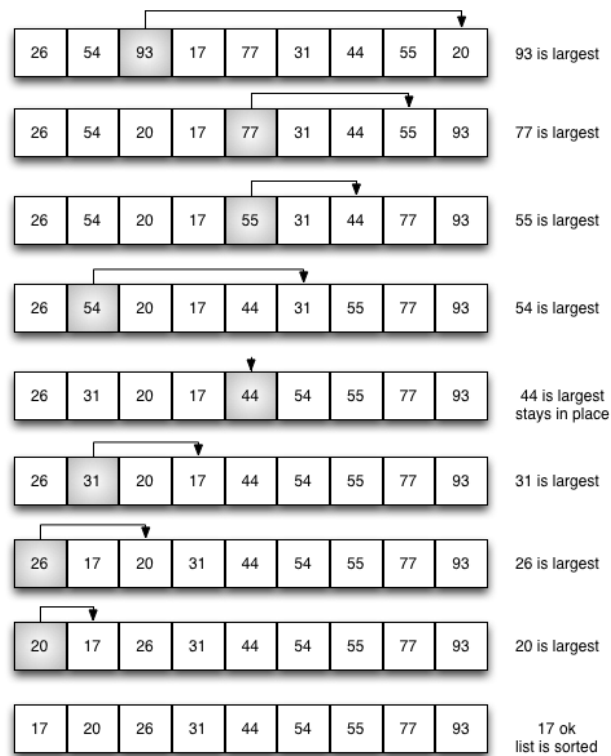 26 54 93 17 77 31 44 55 20 93 is largest
26 54 20 17 77 31 44 55 93 77 is largest
26 54 20 17 55 31 44 77 93 55 is largest
26 54 20 17 44 31 55 77 93 54 is largest
26 31 20 17 44 54 55 77 93 44 is largest
stays in place
26 31 20 17 44 54 55 77 93 31 is largest
26 17 20 31 44 54 55 77 93 26 is largest
20 17 26 31 44 54 55 77 93 20 is largest
17 20 26 31 44 54 55 77 93 17 ok
list is sorted